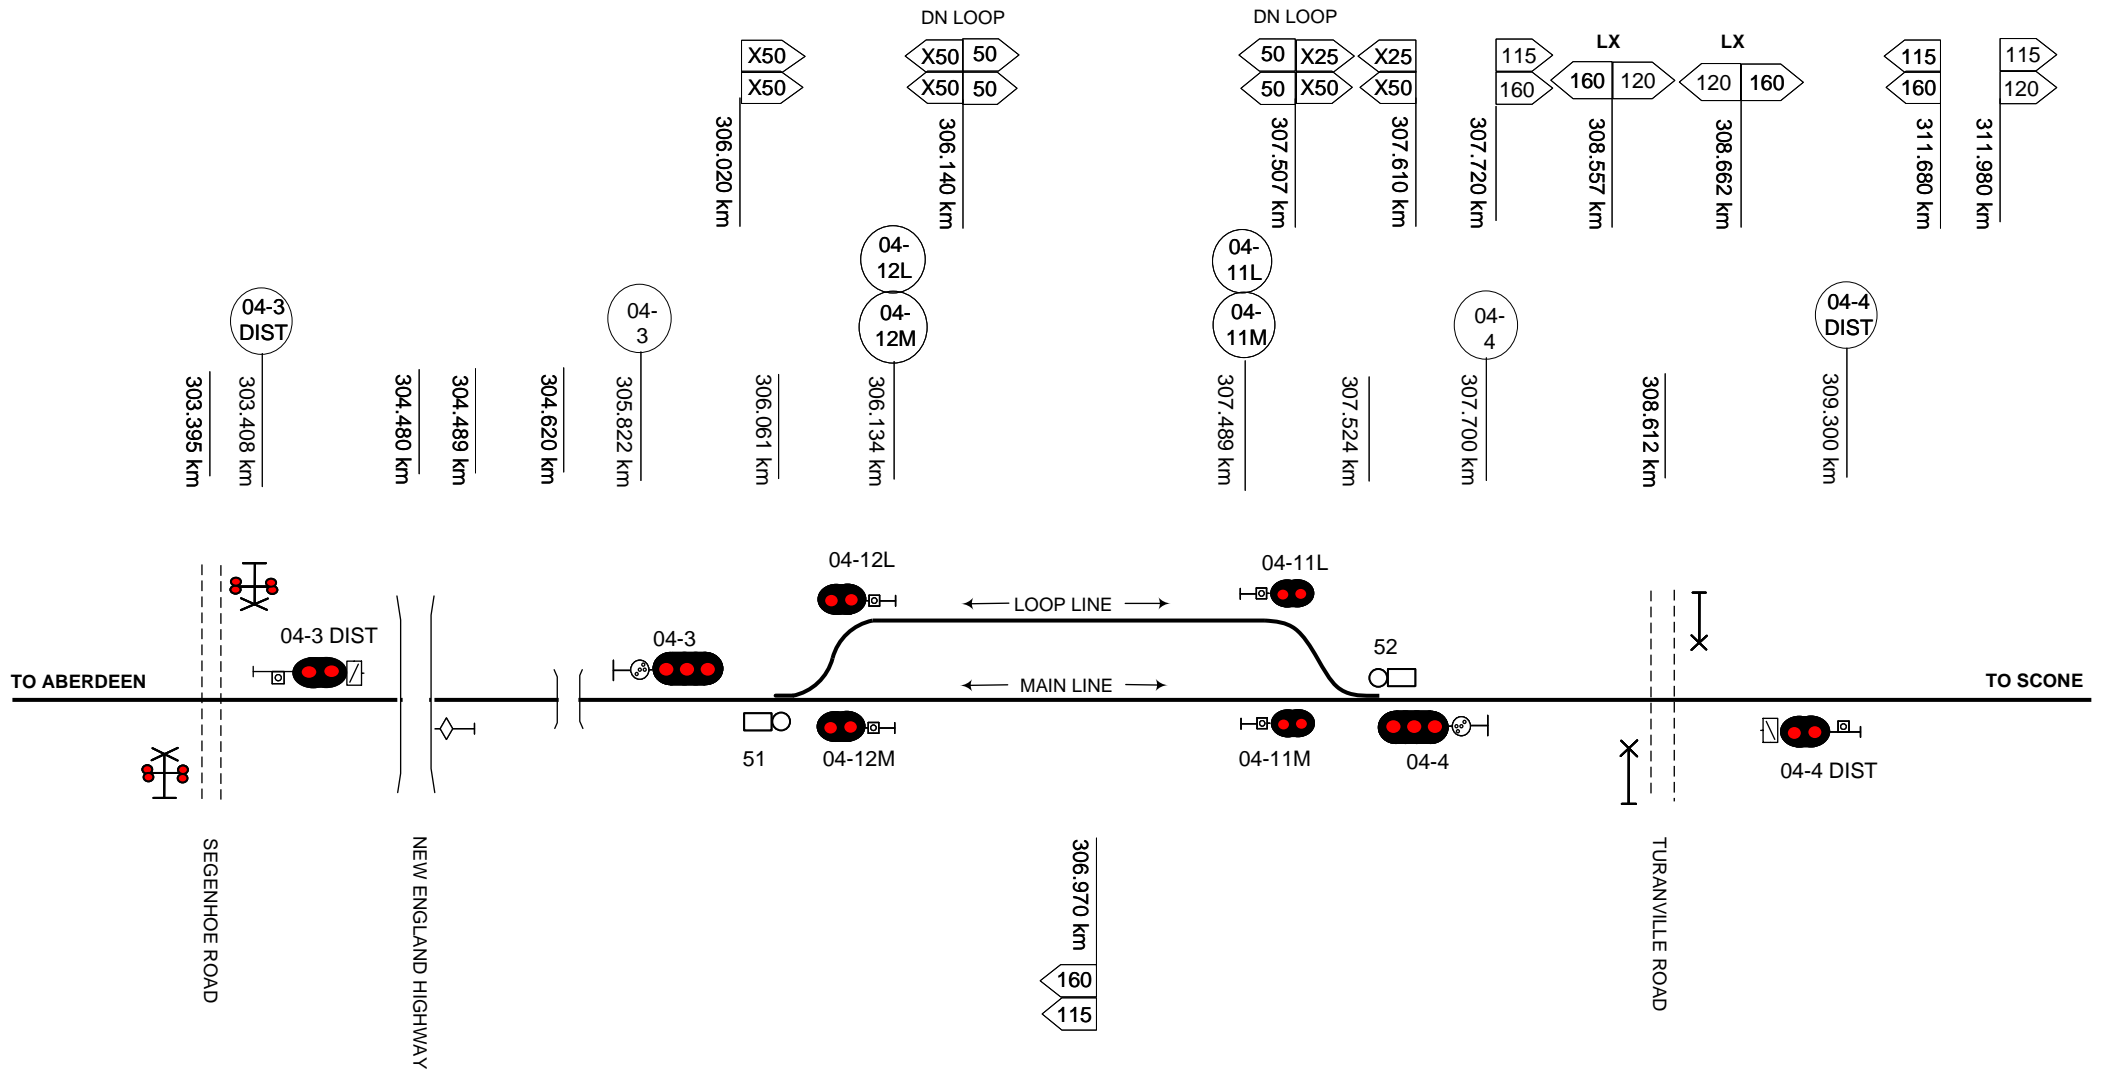 DN LOOP
DN LOOP
X50
X50
X50 50
X50 50
50 X25
50 X50
X25
X50
115
160
LX
160 120
LX
120 160
115
160
115
120
306.020 km
306.140 km
307.507 km
307.610 km
307.720 km
308.557 km
308.662 km
311.680 km
311.980 km
04-3
DIST
04-
3
04-
12L
04-
12M
04-
11L
04-
11M
04-
4
04-4
DIST
303.395 km
303.408 km
304.480 km
304.489 km
304.620 km
305.822 km
306.061 km
306.134 km
307.489 km
307.524 km
307.700 km
308.612 km
309.300 km
04-12L
04-11L
LOOP LINE
04-3 DIST
04-3
52
TO ABERDEEN
MAIN LINE
TO SCONE
51
04-12M
04-11M
04-4
04-4 DIST
SEGENHOE ROAD
NEW ENGLAND HIGHWAY
306.970 km
160
115
TURANVILLE ROAD